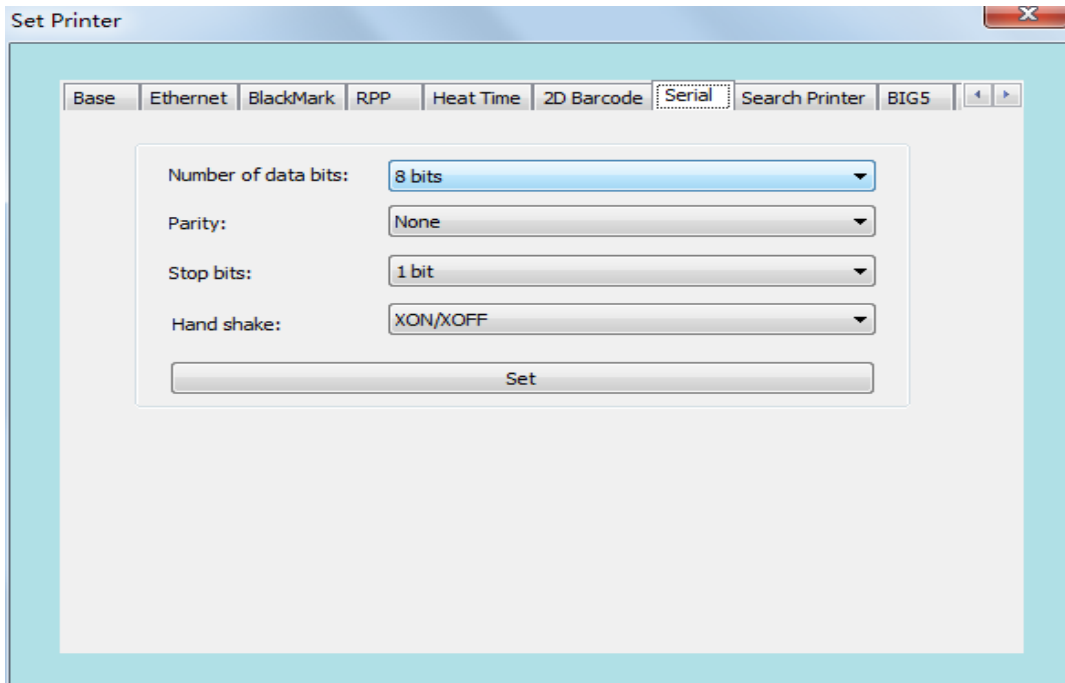 Set Printer
Base Ethernet BlackMark RPP Heat Time 2D Barcode Serial Search Printer BIG5
Number of data bits: 8 bits
Parity: None
Stop bits: 1 bit
Hand shake: XON/XOFF
Set